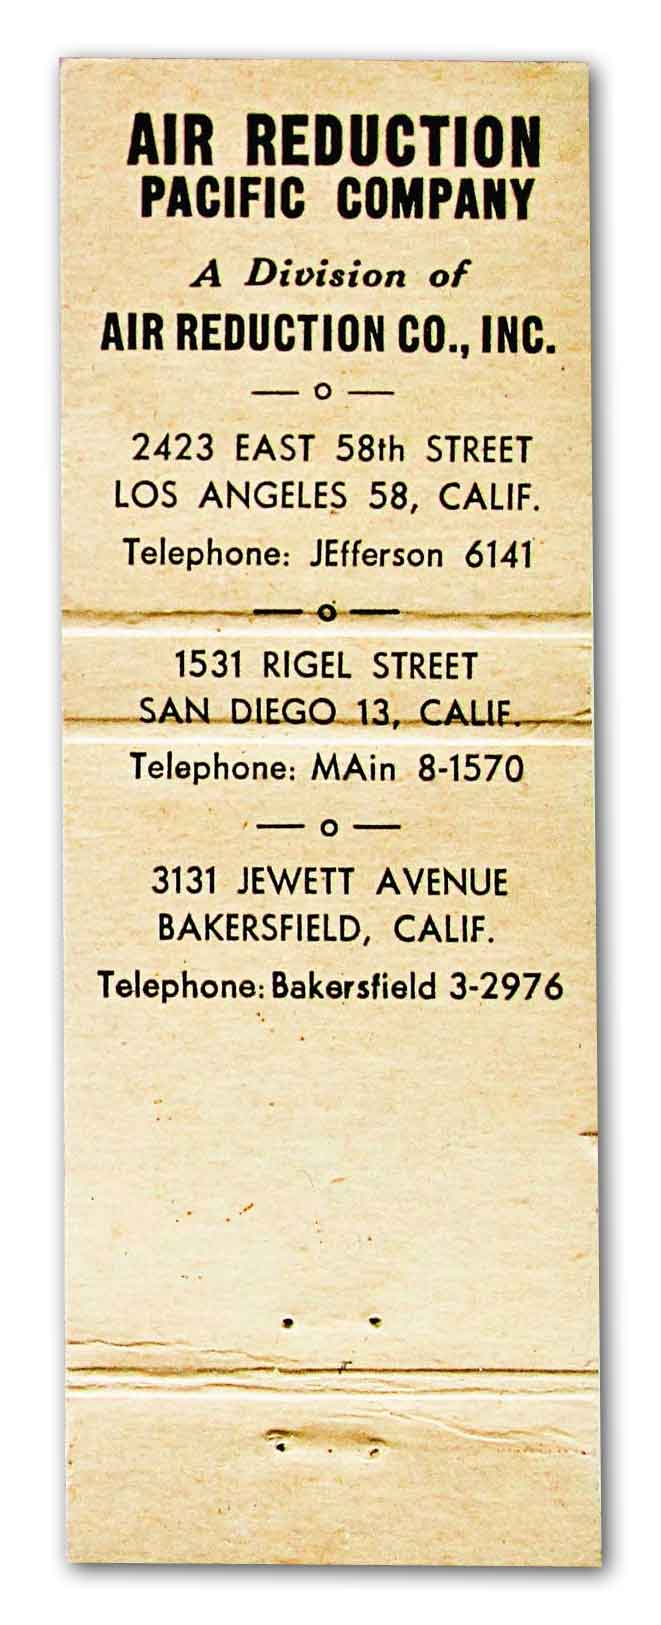 AIR REDUCTION
PACIFIC COMPANY
A Division of
AIR REDUCTION CO., INC.
2423 EAST 58th STREET
LOS ANGELES 58, CALIF.
Telephone: JEfferson 6141
1531 RIGEL STREET
SAN DIEGO 13, CALIF.
Telephone: MAin 8-1570
3131 JEWETT AVENUE
BAKERSFIELD, CALIF.
Telephone: Bakersfield 3-2976